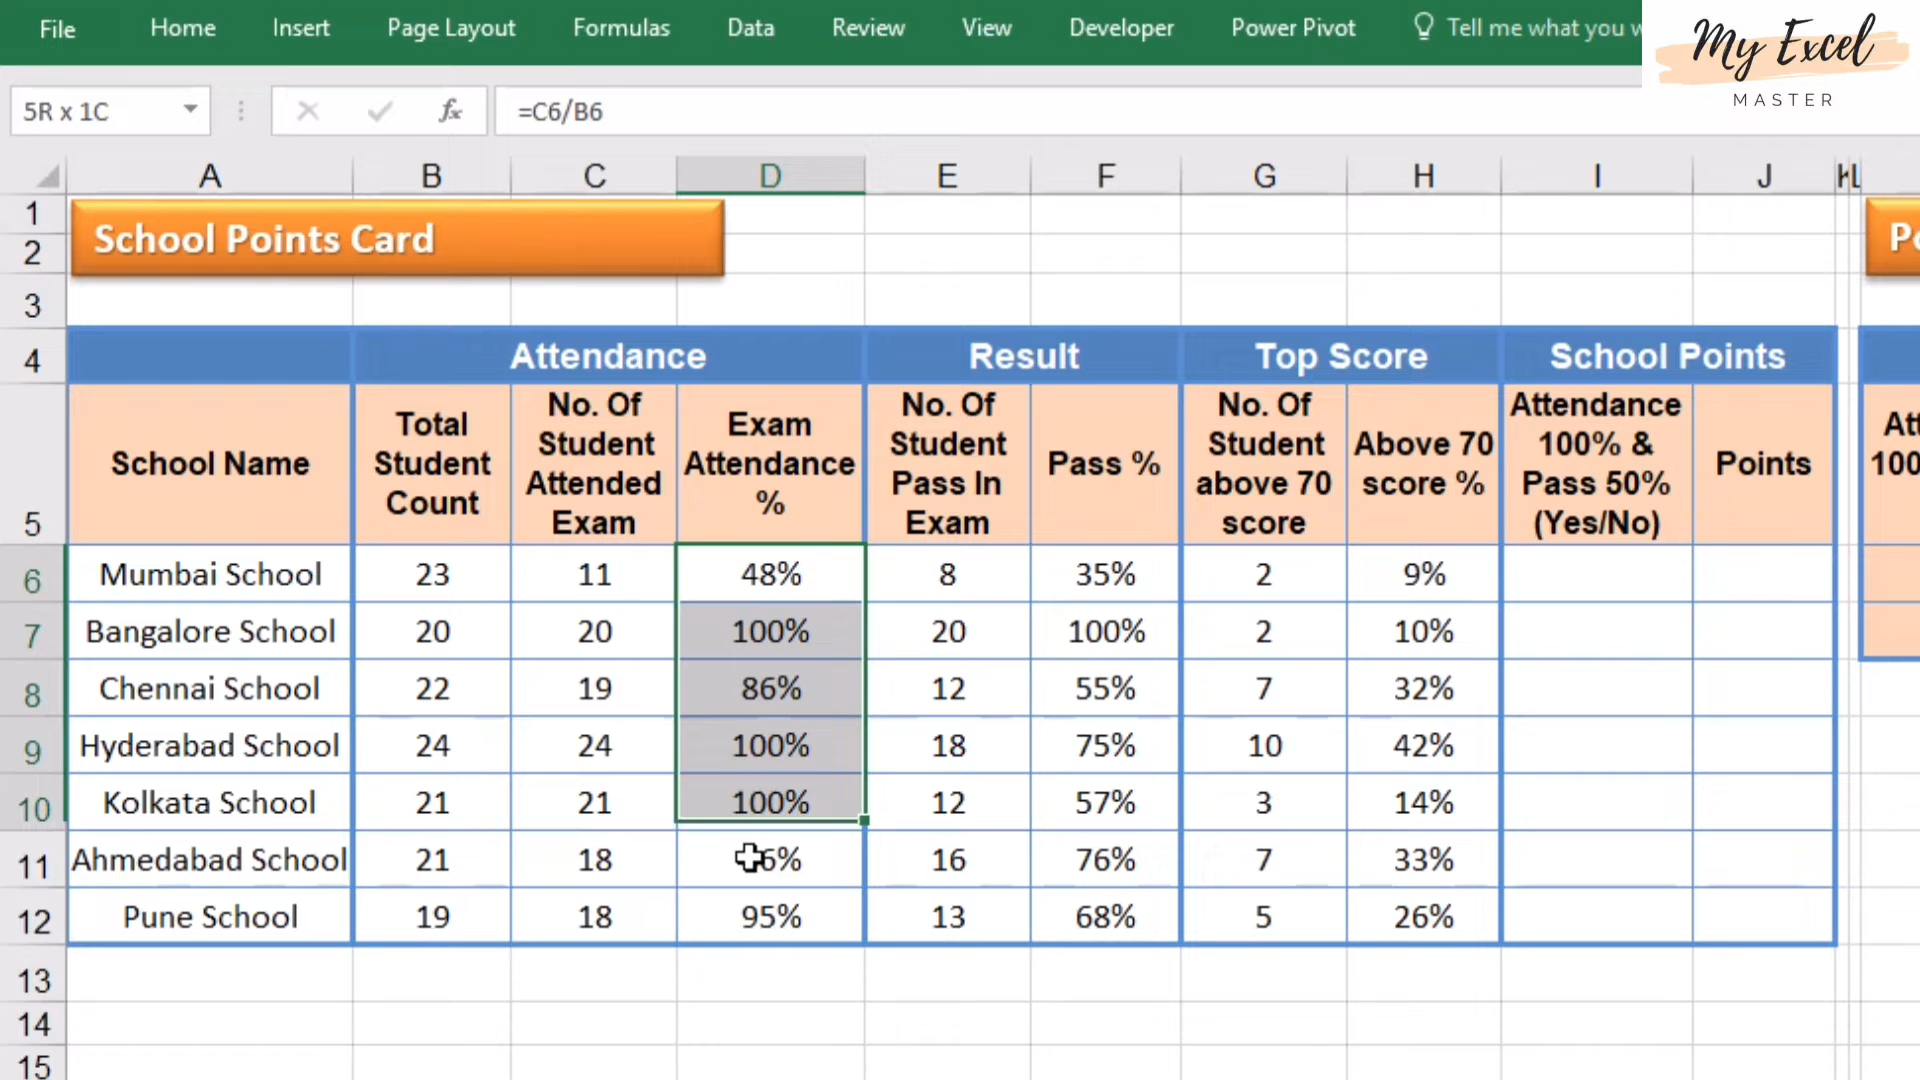 File Home Insert Page Layout Formulas Data Review View Developer Power Pivot Tell me what you w
My Excel
MASTER
5R x 1C fx =C6/B6
A B C D E F G H I J K L
1
2 School Points Card Po
3
4 Attendance Result Top Score School Points
5 School Name Total Student Count No. Of Student Attended Exam Exam Attendance % No. Of Student Pass In Exam Pass % No. Of Student above 70 score Above 70 score % Attendance 100% & Pass 50% (Yes/No) Points Att 100
6 Mumbai School 23 11 48% 8 35% 2 9%
7 Bangalore School 20 20 100% 20 100% 2 10%
8 Chennai School 22 19 86% 12 55% 7 32%
9 Hyderabad School 24 24 100% 18 75% 10 42%
10 Kolkata School 21 21 100% 12 57% 3 14%
11 Ahmedabad School 21 18 6% 16 76% 7 33%
12 Pune School 19 18 95% 13 68% 5 26%
13
14
15